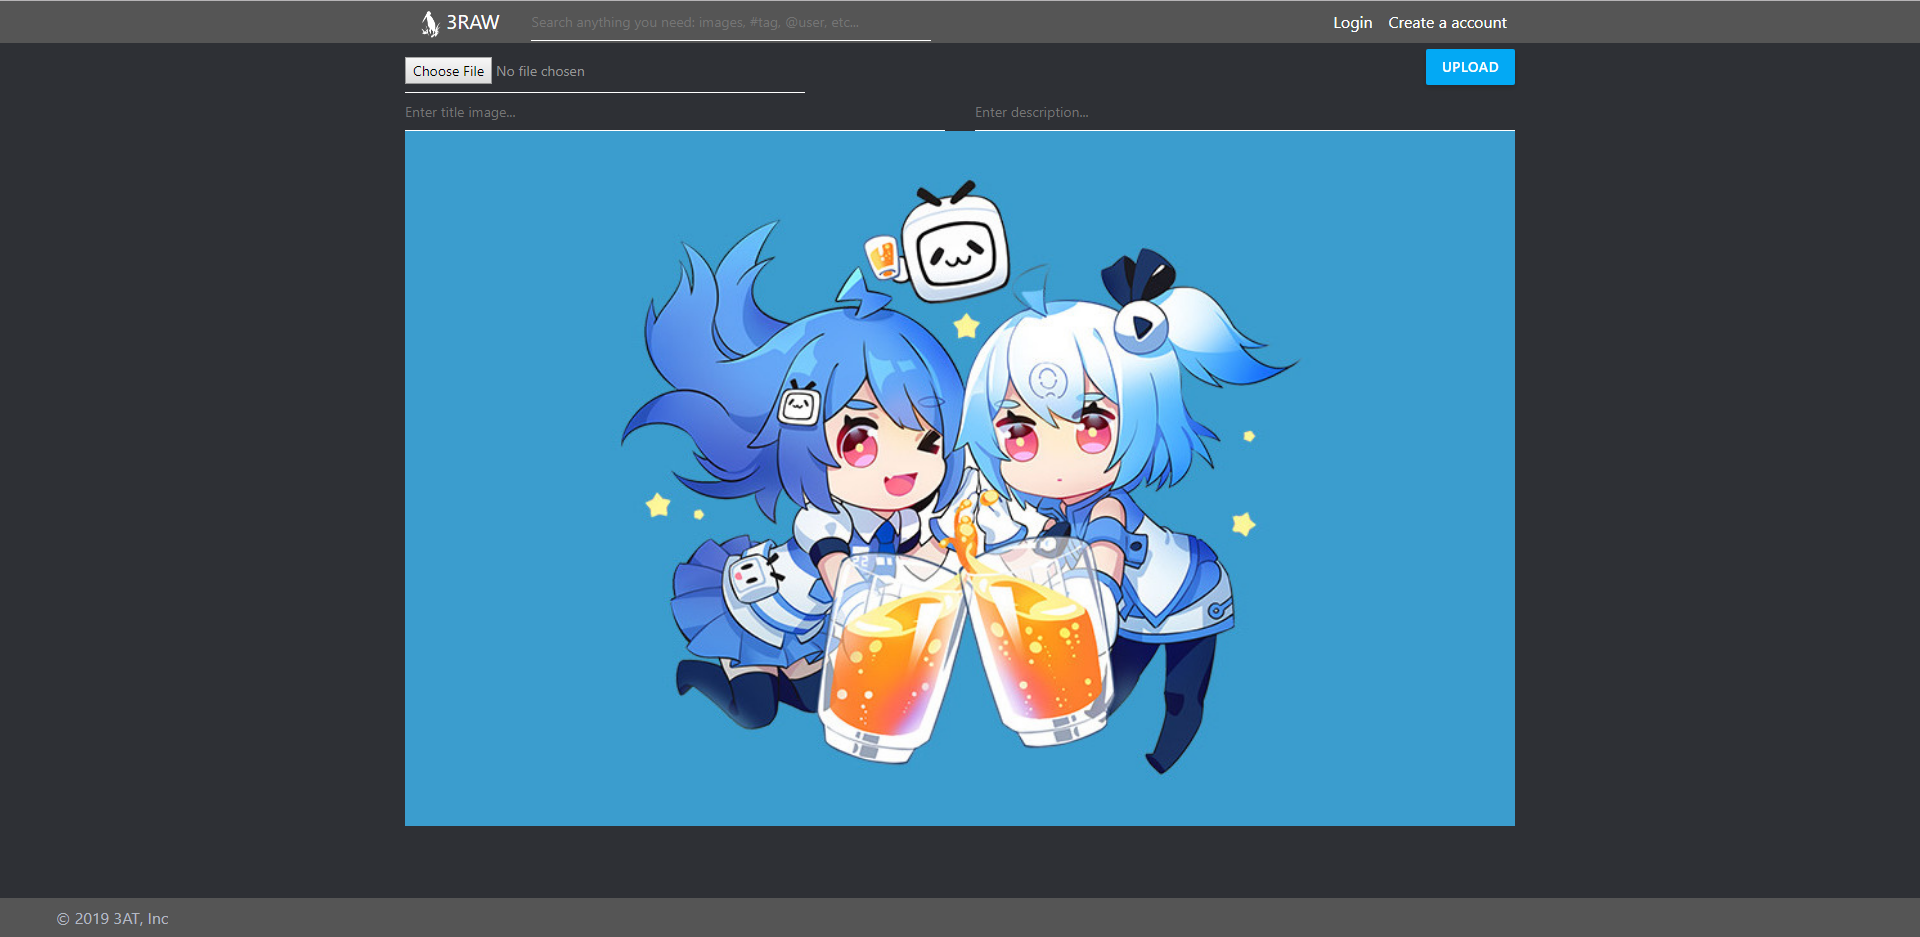 3RAW
Search anything you need: images, #tag, @user, etc...
Login
Create a account
Choose File No file chosen
UPLOAD
Enter title image...
Enter description...
22
© 2019 3AT, Inc